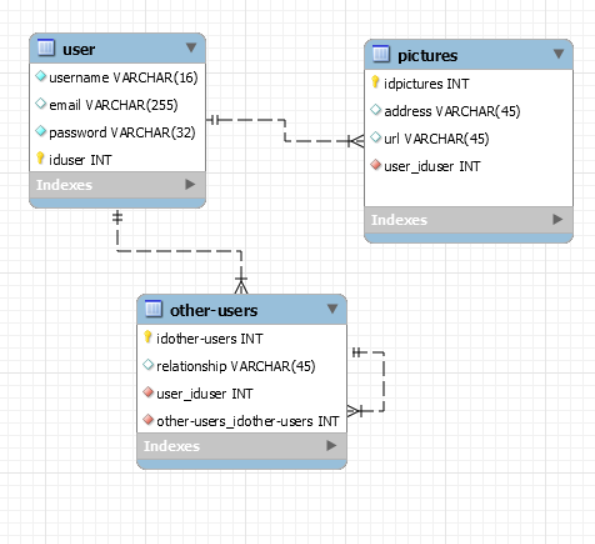 user
username VARCHAR(16)
email VARCHAR(255)
password VARCHAR(32)
iduser INT
Indexes
pictures
idpictures INT
address VARCHAR(45)
url VARCHAR(45)
user_iduser INT
Indexes
other-users
idother-users INT
relationship VARCHAR(45)
user_iduser INT
other-users_idother-users INT
Indexes